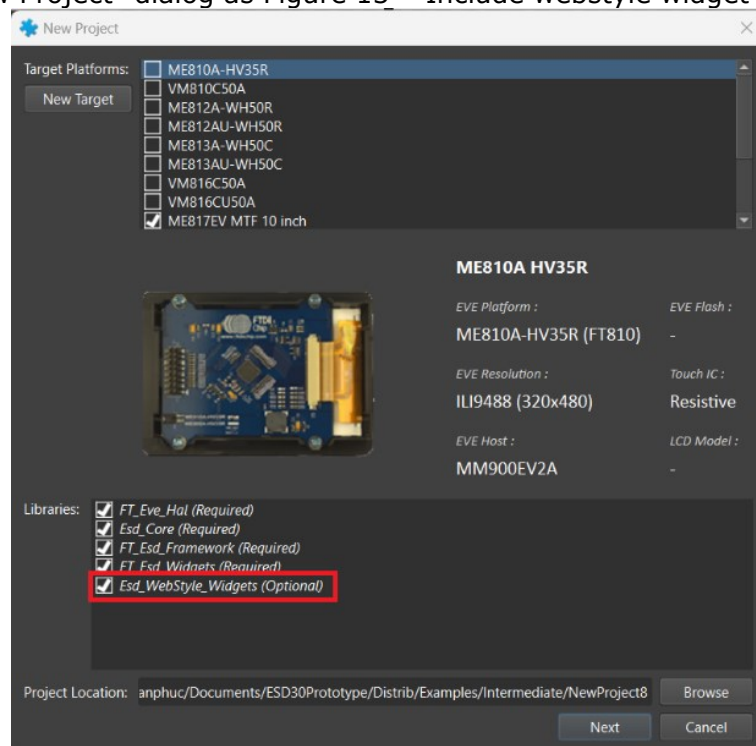 New Project" dialog as Figure 15_ - Include webstyle widget
New Project
Target Platforms:
New Target
ME810A-HV35R
VM810C50A
ME812A-WH50R
ME812AU-WH50R
ME813A-WH50C
ME813AU-WH50C
VM816C50A
VM816CU50A
ME817EV MTF 10 inch
FTDI
Chip
ME810A HV35R
EVE Platform :
EVE Flash :
ME810A-HV35R (FT810)
-
EVE Resolution :
Touch IC :
ILI9488 (320x480)
Resistive
EVE Host :
LCD Model :
MM900EV2A
-
Libraries:
FT_Eve_Hal (Required)
Esd_Core (Required)
FT_Esd_Framework (Required)
FT_Esd_Widgets (Required)
Esd_WebStyle_Widgets (Optional)
Project Location:
anphuc/Documents/ESD30Prototype/Distrib/Examples/Intermediate/NewProject8
Browse
Next
Cancel